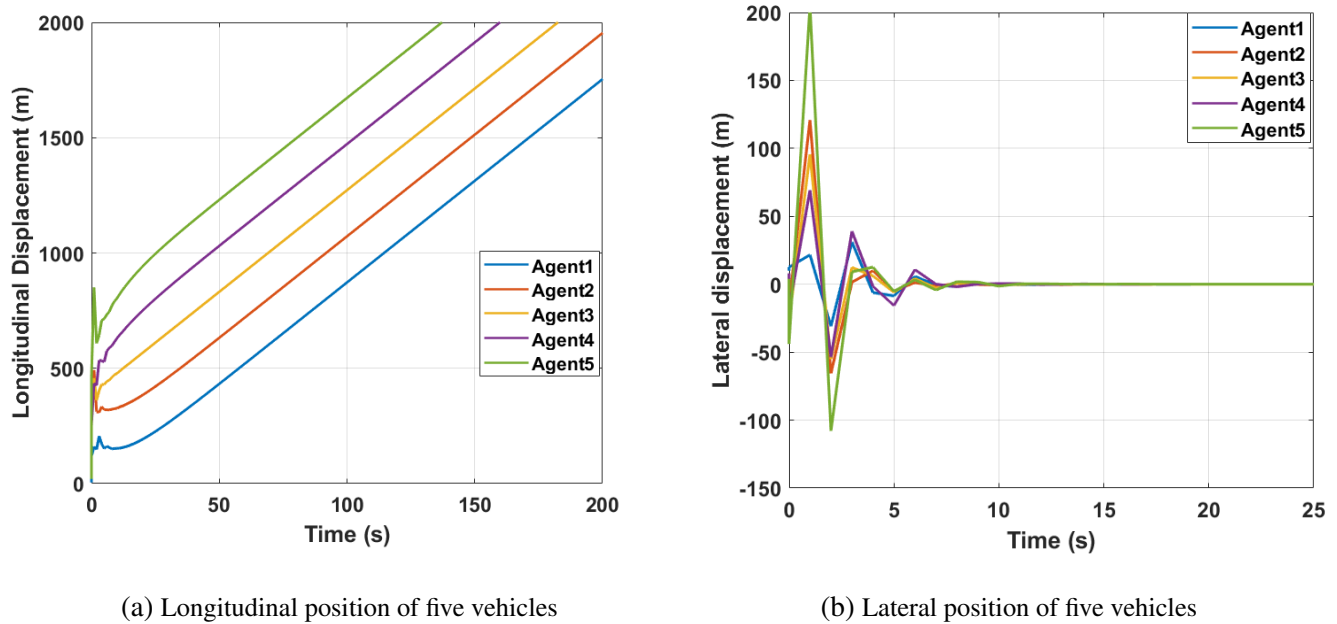 2000
1500
1000
500
0
0
50
100
150
200
Longitudinal Displacement (m)
Time (s)
Agent1
Agent2
Agent3
Agent4
Agent5
(a) Longitudinal position of five vehicles
200
150
100
50
0
-50
-100
-150
0
5
10
15
20
25
Lateral displacement (m)
Time (s)
Agent1
Agent2
Agent3
Agent4
Agent5
(b) Lateral position of five vehicles